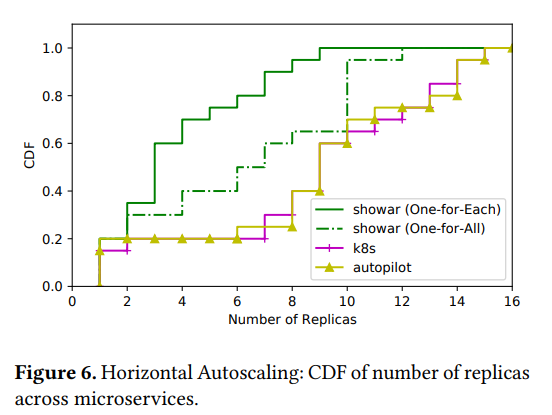 1.0
0.8
0.6
0.4
0.2
0.0
CDF
0 2 4 6 8 10 12 14 16
Number of Replicas
showar (One-for-Each)
showar (One-for-All)
k8s
autopilot
Figure 6. Horizontal Autoscaling: CDF of number of replicas
across microservices.